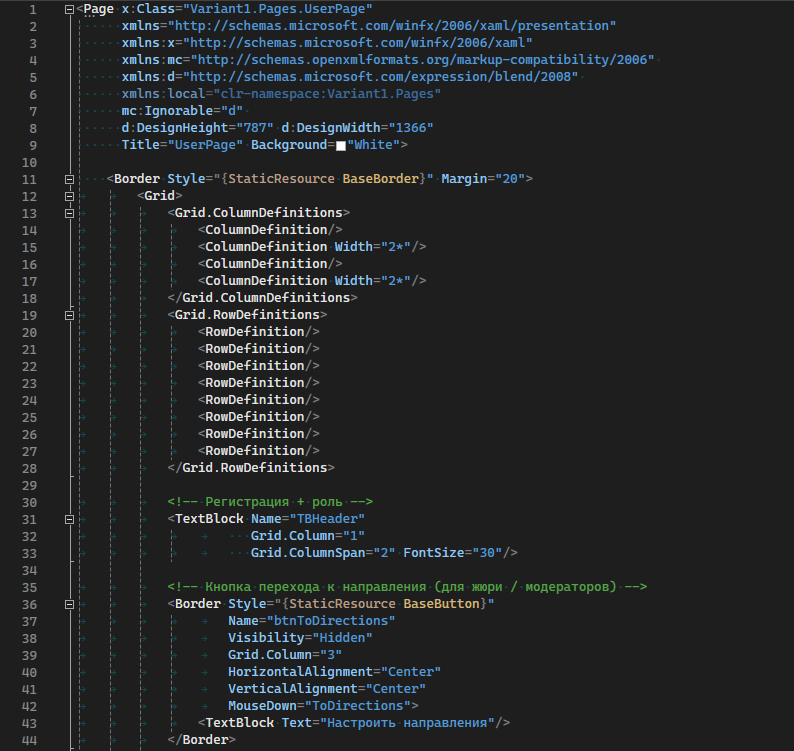 1 <Page x:Class="Variant1.Pages.UserPage"
2 xmlns="http://schemas.microsoft.com/winfx/2006/xaml/presentation"
3 xmlns:x="http://schemas.microsoft.com/winfx/2006/xaml"
4 xmlns:mc="http://schemas.openxmlformats.org/markup-compatibility/2006"
5 xmlns:d="http://schemas.microsoft.com/expression/blend/2008"
6 xmlns:local="clr-namespace:Variant1.Pages"
7 mc:Ignorable="d"
8 d:DesignHeight="787" d:DesignWidth="1366"
9 Title="UserPage" Background="White">
10
11 <Border Style="{StaticResource BaseBorder}" Margin="20">
12 <Grid>
13 <Grid.ColumnDefinitions>
14 <ColumnDefinition/>
15 <ColumnDefinition Width="2*"/>
16 <ColumnDefinition/>
17 <ColumnDefinition Width="2*"/>
18 </Grid.ColumnDefinitions>
19 <Grid.RowDefinitions>
20 <RowDefinition/>
21 <RowDefinition/>
22 <RowDefinition/>
23 <RowDefinition/>
24 <RowDefinition/>
25 <RowDefinition/>
26 <RowDefinition/>
27 <RowDefinition/>
28 </Grid.RowDefinitions>
29
30 <!-- Регистрация + роль -->
31 <TextBlock Name="TBHeader"
32 Grid.Column="1"
33 Grid.ColumnSpan="2" FontSize="30"/>
34
35 <!-- Кнопка перехода к направления (для жюри / модераторов) -->
36 <Border Style="{StaticResource BaseButton}"
37 Name="btnToDirections"
38 Visibility="Hidden"
39 Grid.Column="3"
40 HorizontalAlignment="Center"
41 VerticalAlignment="Center"
42 MouseDown="ToDirections">
43 <TextBlock Text="Настроить направления"/>
44 </Border>